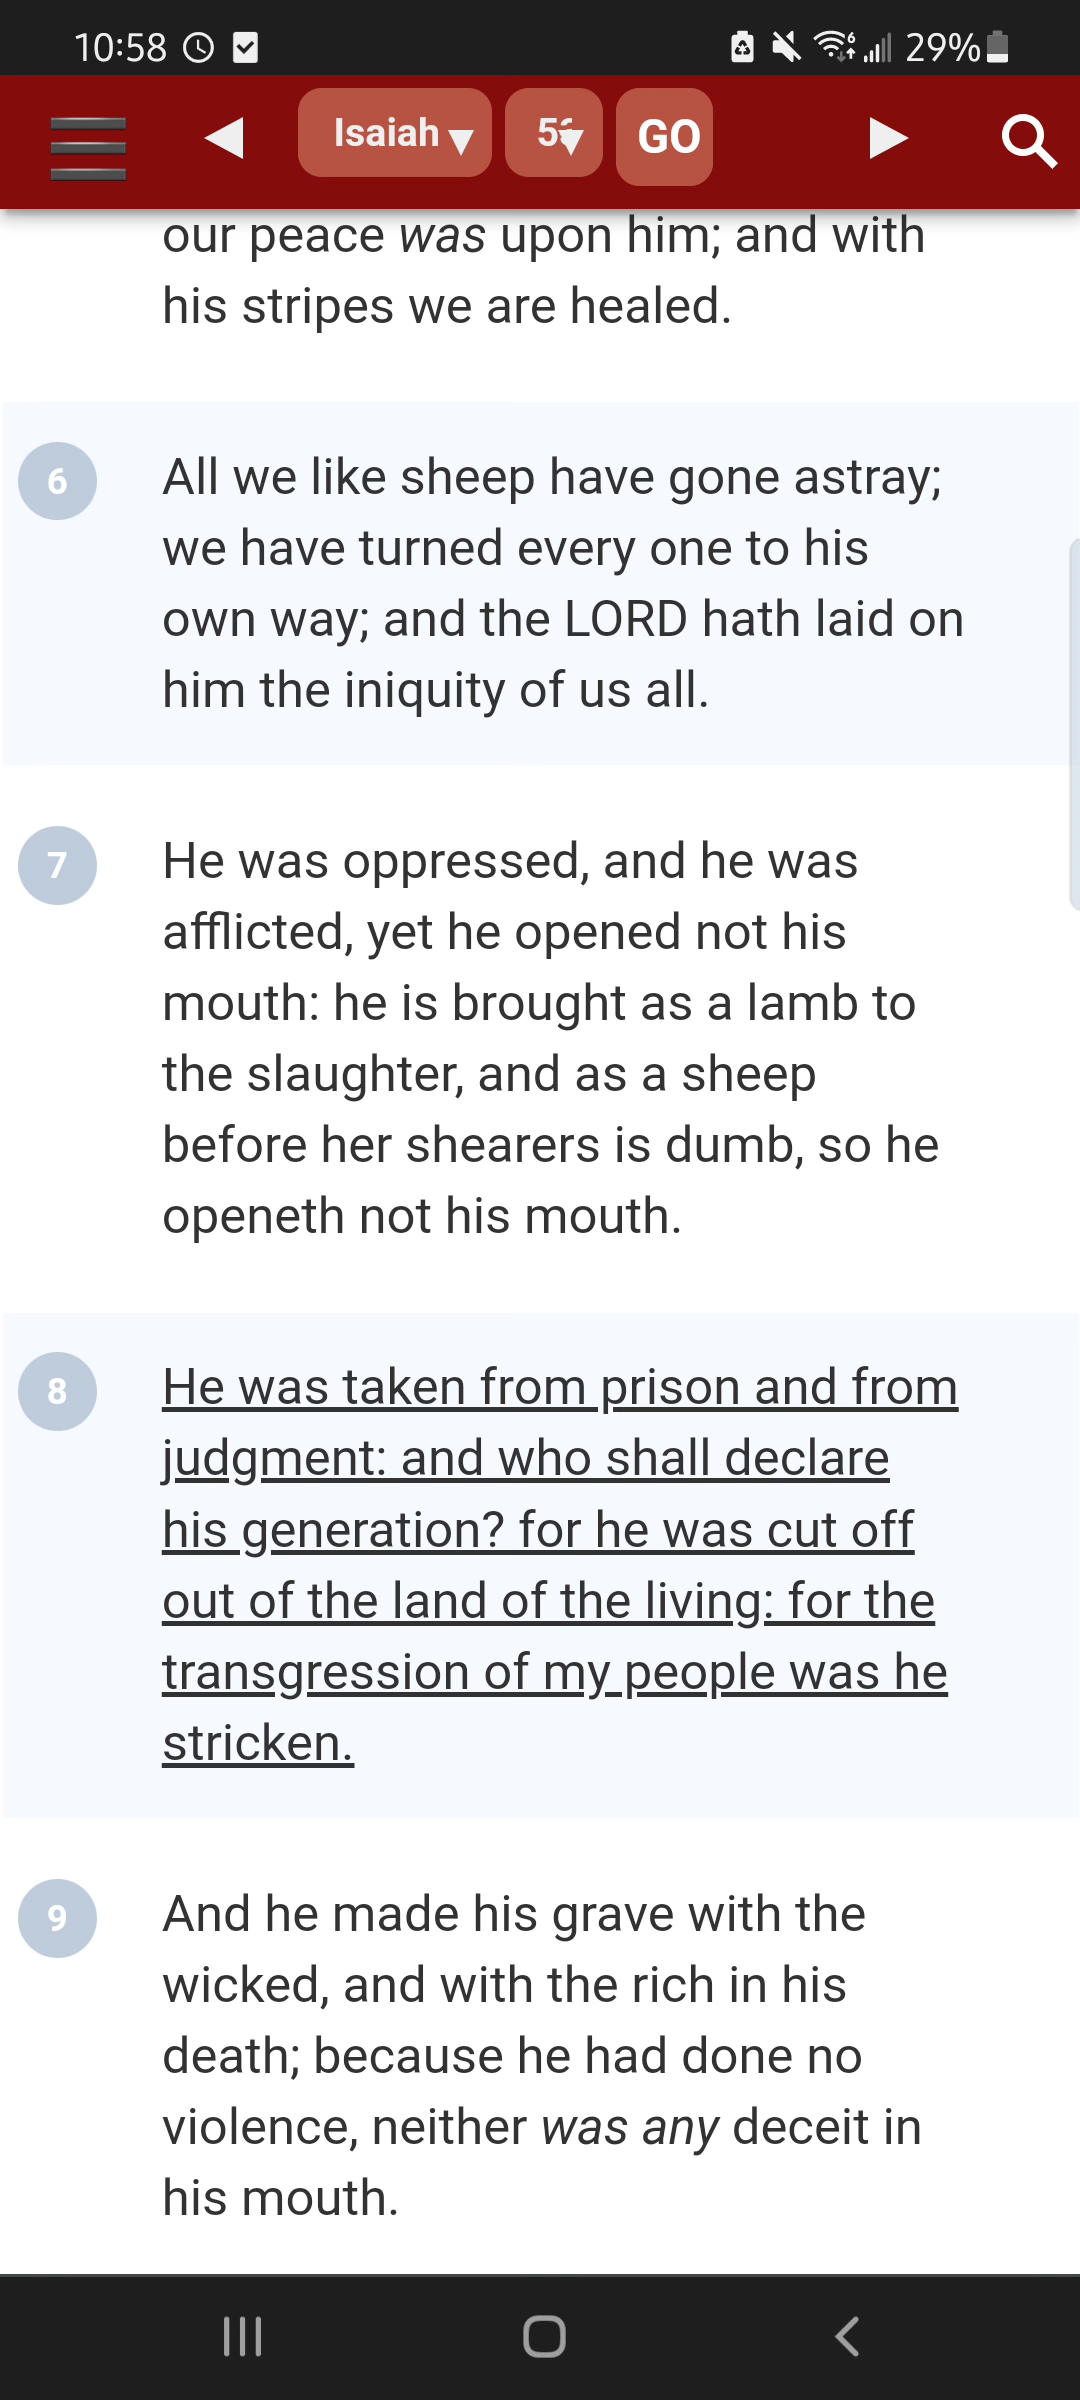 10:58 29%
Isaiah GO
our peace was upon him; and with
his stripes we are healed.
6 All we like sheep have gone astray;
we have turned every one to his
own way; and the LORD hath laid on
him the iniquity of us all.
7 He was oppressed, and he was
afflicted, yet he opened not his
mouth: he is brought as a lamb to
the slaughter, and as a sheep
before her shearers is dumb, so he
openeth not his mouth.
8 He was taken from prison and from
judgment: and who shall declare
his generation? for he was cut off
out of the land of the living: for the
transgression of my people was he
stricken.
9 And he made his grave with the
wicked, and with the rich in his
death; because he had done no
violence, neither was any deceit in
his mouth.